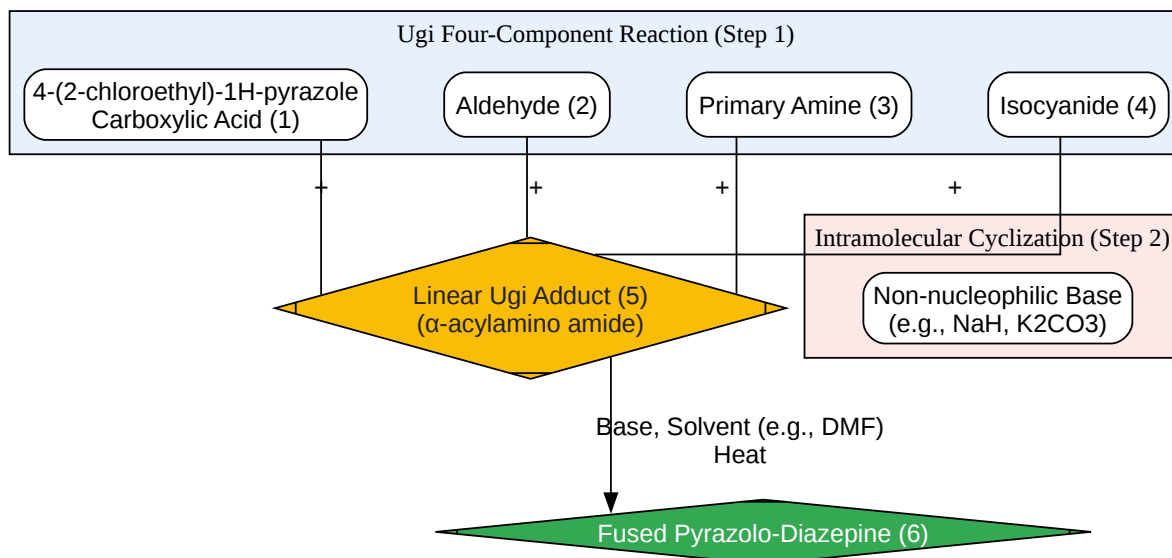 Ugi Four-Component Reaction (Step 1)
4-(2-chloroethyl)-1H-pyrazole
Carboxylic Acid (1)
Aldehyde (2)
Primary Amine (3)
Isocyanide (4)
+
+
+
+
Intramolecular Cyclization (Step 2)
Non-nucleophilic Base
(e.g., NaH, K2CO3)
Linear Ugi Adduct (5)
(α-acylamino amide)
Base, Solvent (e.g., DMF)
Heat
Fused Pyrazolo-Diazepine (6)